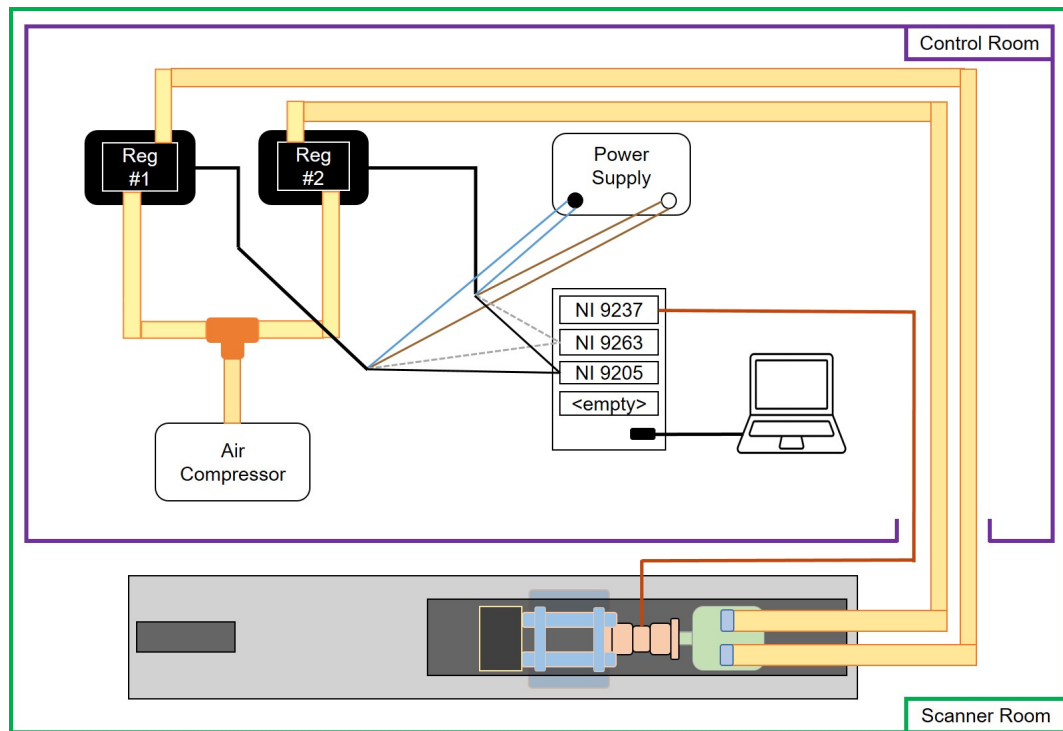 Control Room
Reg
#1
Reg
#2
Power
Supply
NI 9237
NI 9263
NI 9205
<empty>
Air
Compressor
Scanner Room